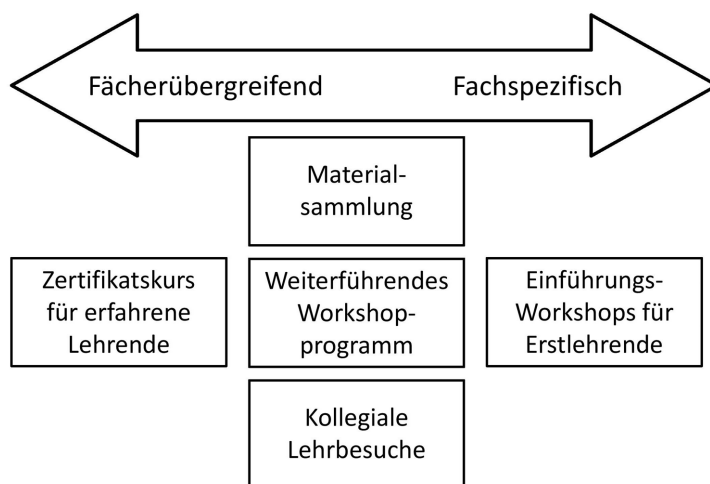 Fächerübergreifend
Fachspezifisch
Material-
sammlung
Zertifikatskurs
für erfahrene
Lehrende
Weiterführendes
Workshop-
programm
Einführungs-
Workshops für
Erstlehrende
Kollegiale
Lehrbesuche